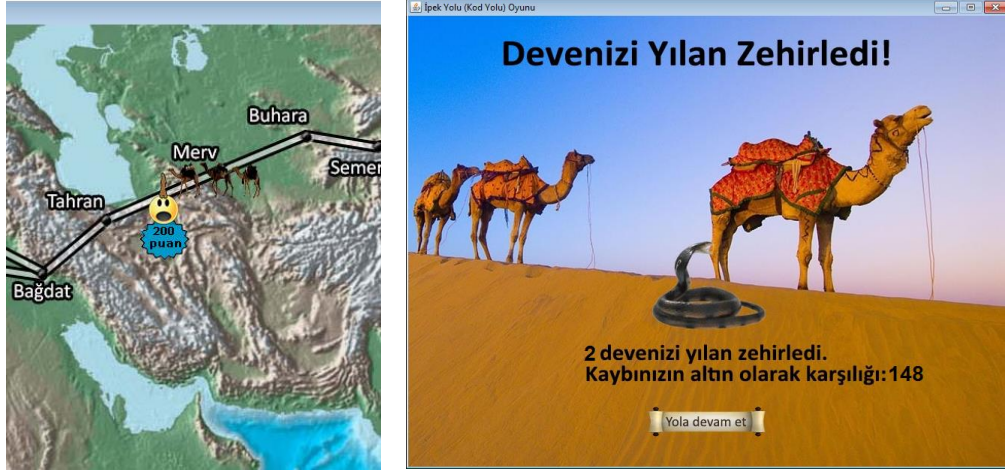 Buhara
Merv
Semer
Tahran
200
puan
Bağdat
İpek Yolu (Kod Yolu) Oyunu
Devenizi Yılan Zehirledi!
2 devenizi yılan zehirledi.
Kaybınızın altın olarak karşılığı:148
Yola devam et